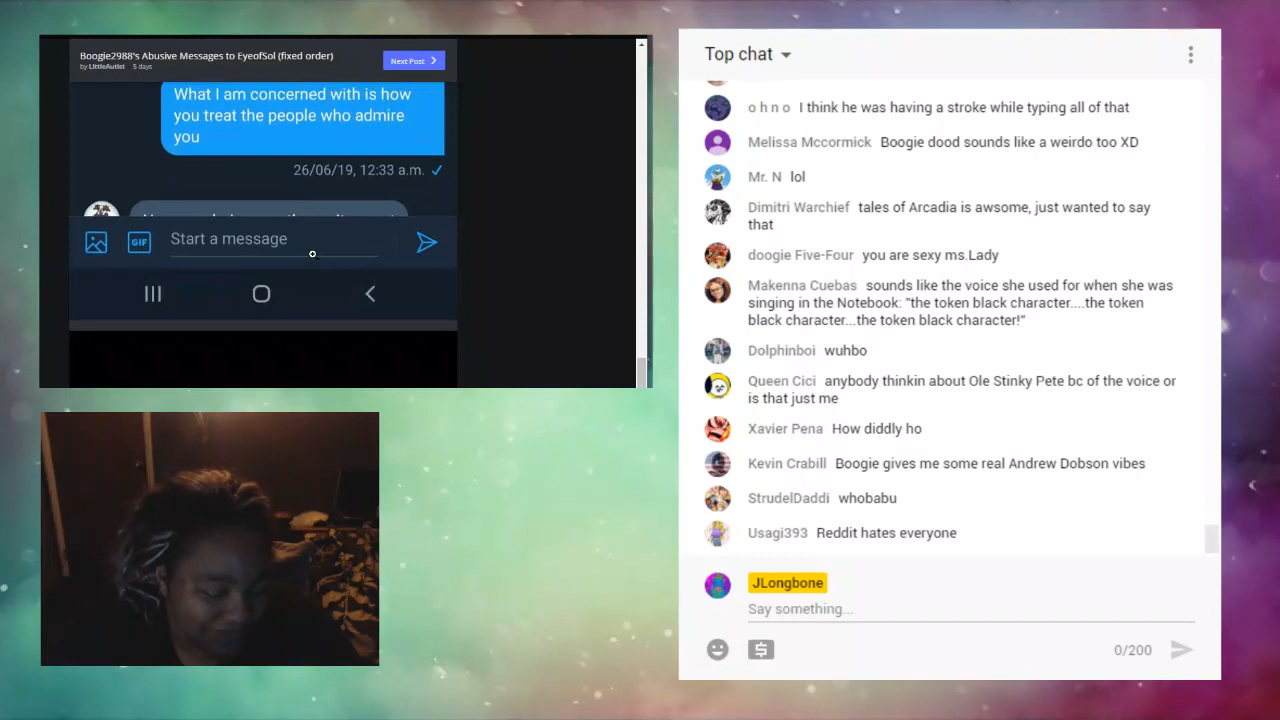 Boogie2988's Abusive Messages to EyeofSol (fixed order)
by LittleAutist 5 days
Next Post
What I am concerned with is how
you treat the people who admire
you
26/06/19, 12:33 a.m.
GIF
Start a message
Top chat
o h n o I think he was having a stroke while typing all of that
Melissa Mccormick Boogie dood sounds like a weirdo too XD
Mr. N lol
Dimitri Warchief tales of Arcadia is awsome, just wanted to say
that
doogie Five-Four you are sexy ms.Lady
Makenna Cuebas sounds like the voice she used for when she was
singing in the Notebook: "the token black character....the token
black character...the token black character!"
Dolphinboi wuhbo
Queen Cici anybody thinkin about Ole Stinky Pete bc of the voice or
is that just me
Xavier Pena How diddly ho
Kevin Crabill Boogie gives me some real Andrew Dobson vibes
StrudelDaddi whobabu
Usagi393 Reddit hates everyone
JLongbone
Say something...
0/200